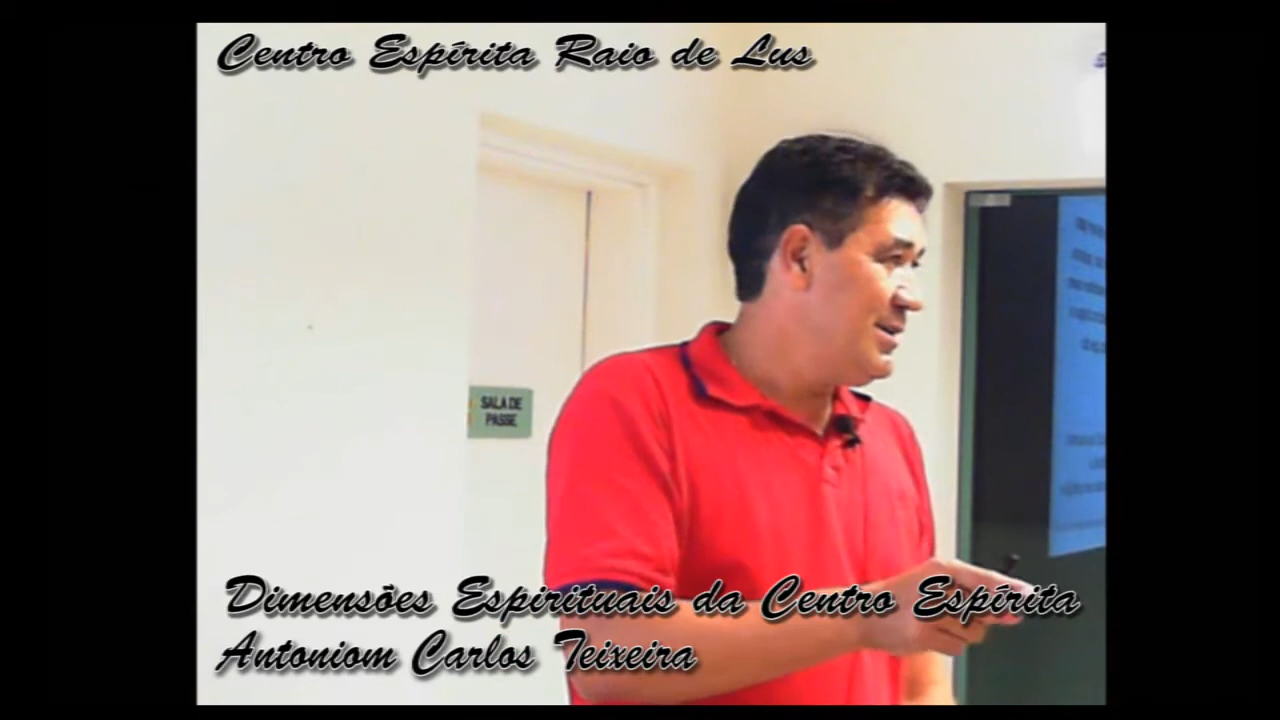 Centro Espírita Raio de Lus
SALA DE
PASSE
Dimensões Espirituais da Centro Espírita
Antoniom Carlos Teixeira